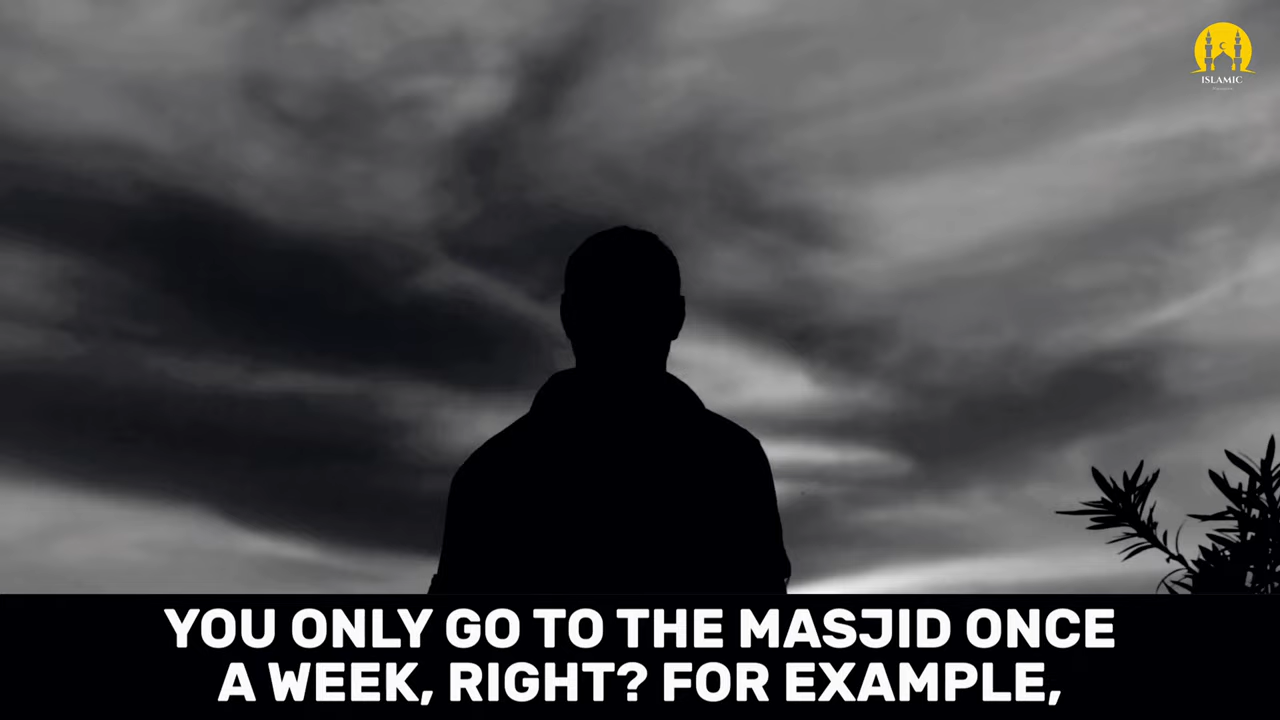 ISLAMIC
YOU ONLY GO TO THE MASJID ONCE
A WEEK, RIGHT? FOR EXAMPLE,